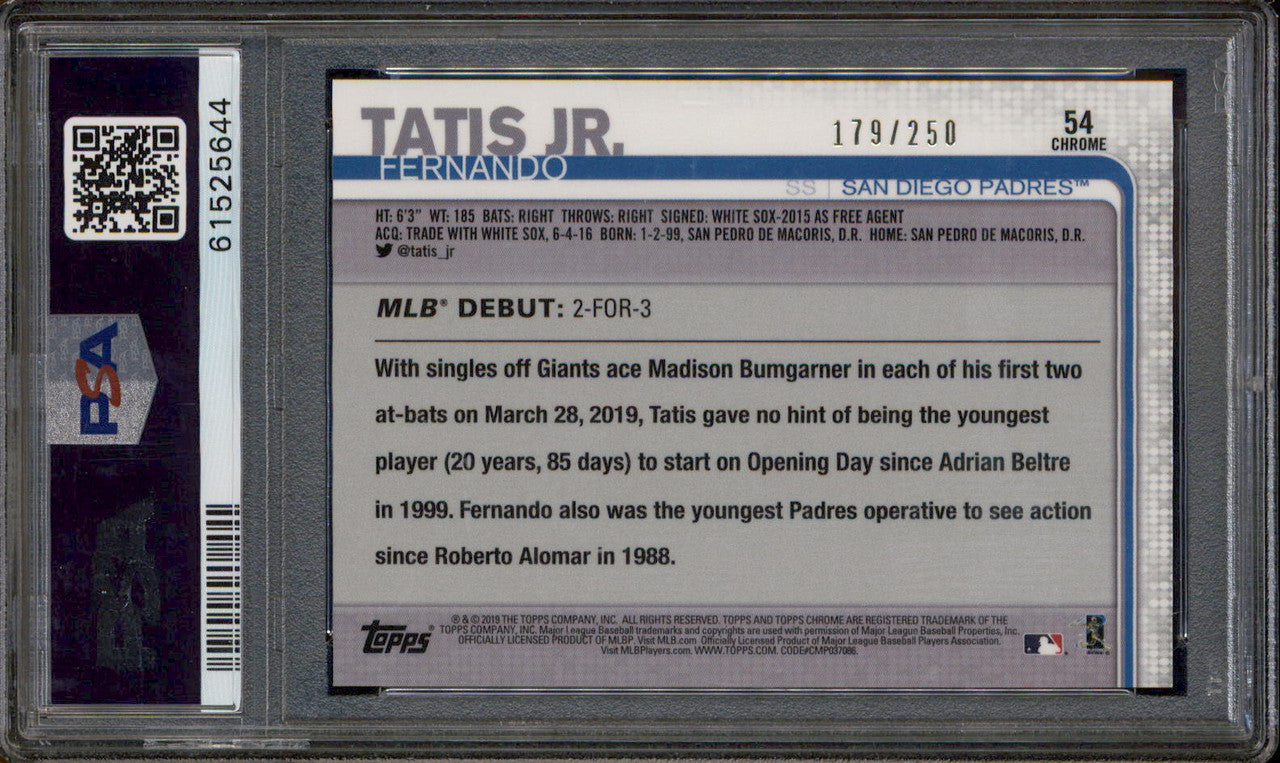 61525644
PSA
TATIS JR.
FERNANDO
179/250
54
CHROME
SS | SAN DIEGO PADRES™
HT: 6'3" WT: 185 BATS: RIGHT THROWS: RIGHT SIGNED: WHITE SOX-2015 AS FREE AGENT
ACQ: TRADE WITH WHITE SOX, 6-4-16 BORN: 1-2-99, SAN PEDRO DE MACORIS, D.R. HOME: SAN PEDRO DE MACORIS, D.R.
@tatis_jr
MLB® DEBUT: 2-FOR-3
With singles off Giants ace Madison Bumgarner in each of his first two
at-bats on March 28, 2019, Tatis gave no hint of being the youngest
player (20 years, 85 days) to start on Opening Day since Adrian Beltre
in 1999. Fernando also was the youngest Padres operative to see action
since Roberto Alomar in 1988.
Topps®
® & © 2019 THE TOPPS COMPANY, INC. ALL RIGHTS RESERVED. TOPPS AND TOPPS CHROME ARE REGISTERED TRADEMARK OF THE
TOPPS COMPANY, INC. Major League Baseball trademarks and copyrights are used with permission of Major League Baseball Properties, Inc.
OFFICIALLY LICENSED PRODUCT OF MLBP. Visit MLB.com Officially Licensed Product of Major League Baseball Players Association.
Visit MLBPlayers.com. WWW.TOPPS.COM. CODE#CMP037086.